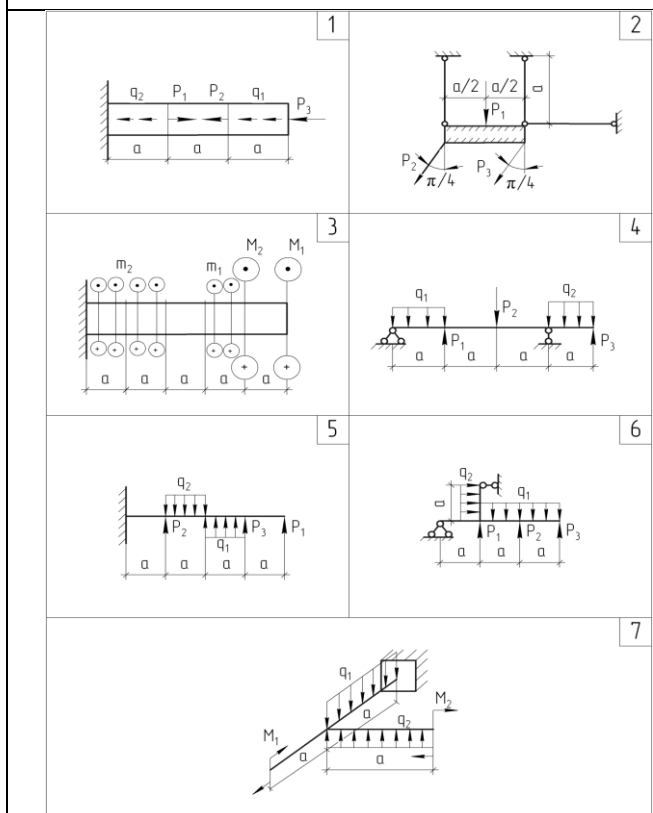 1
q₂ P₁ P₂ q₁ P₃
a a a
2
a/2 a/2
a
P₁
P₂ P₃
π/4 π/4
3
M₂ M₁
m₂ m₁
a a a a a
4
q₁ P₂ q₂
P₁ P₃
a a a a
5
q₂
P₂ P₃ P₁
q₁
a a a a
6
q₂ q₁
a
P₁ P₂ P₃
a a a
7
q₁
M₂
a
q₂
M₁
a
a